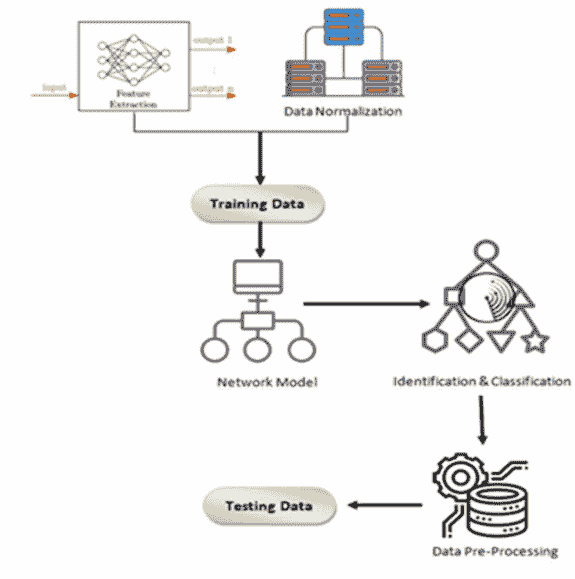 output 1
input
Feature
Extraction
output n
Data Normalization
Training Data
Network Model
Identification & Classification
Testing Data
Data Pre-Processing